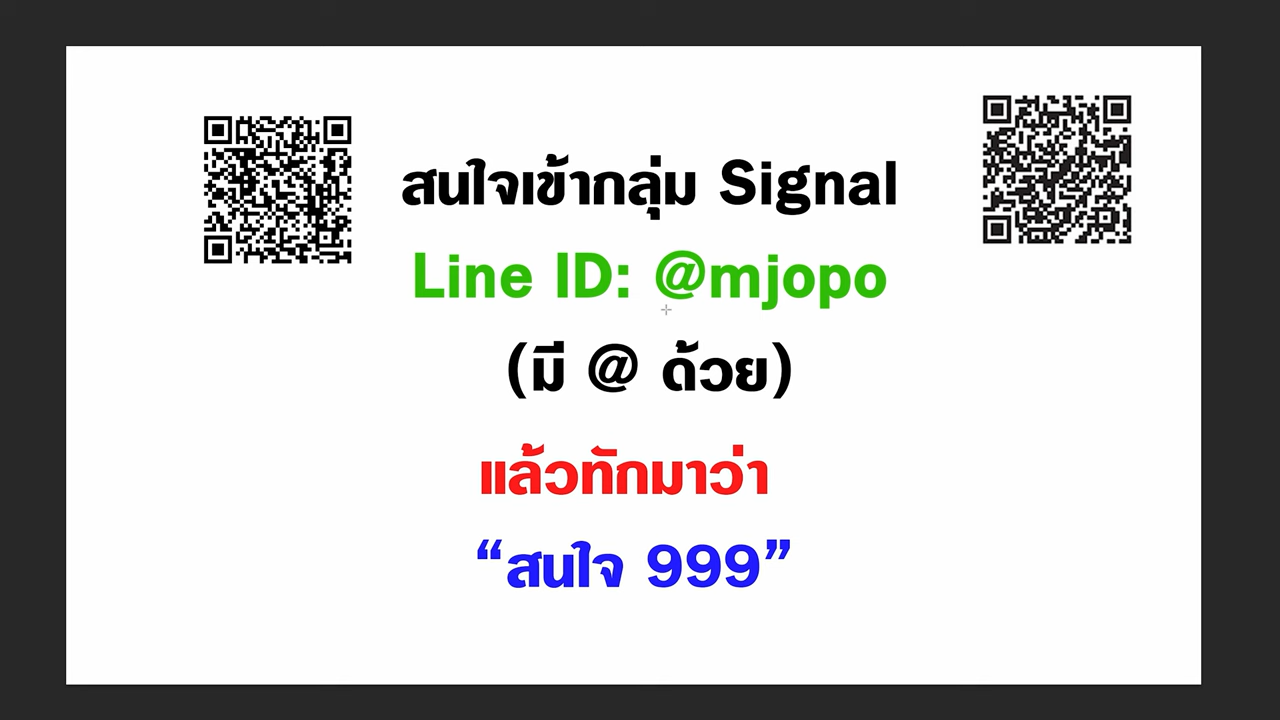 สนใจเข้ากลุ่ม Signal
Line ID: @mjopo
(มี @ ด้วย)
แล้วทักมาว่า
“สนใจ 999”